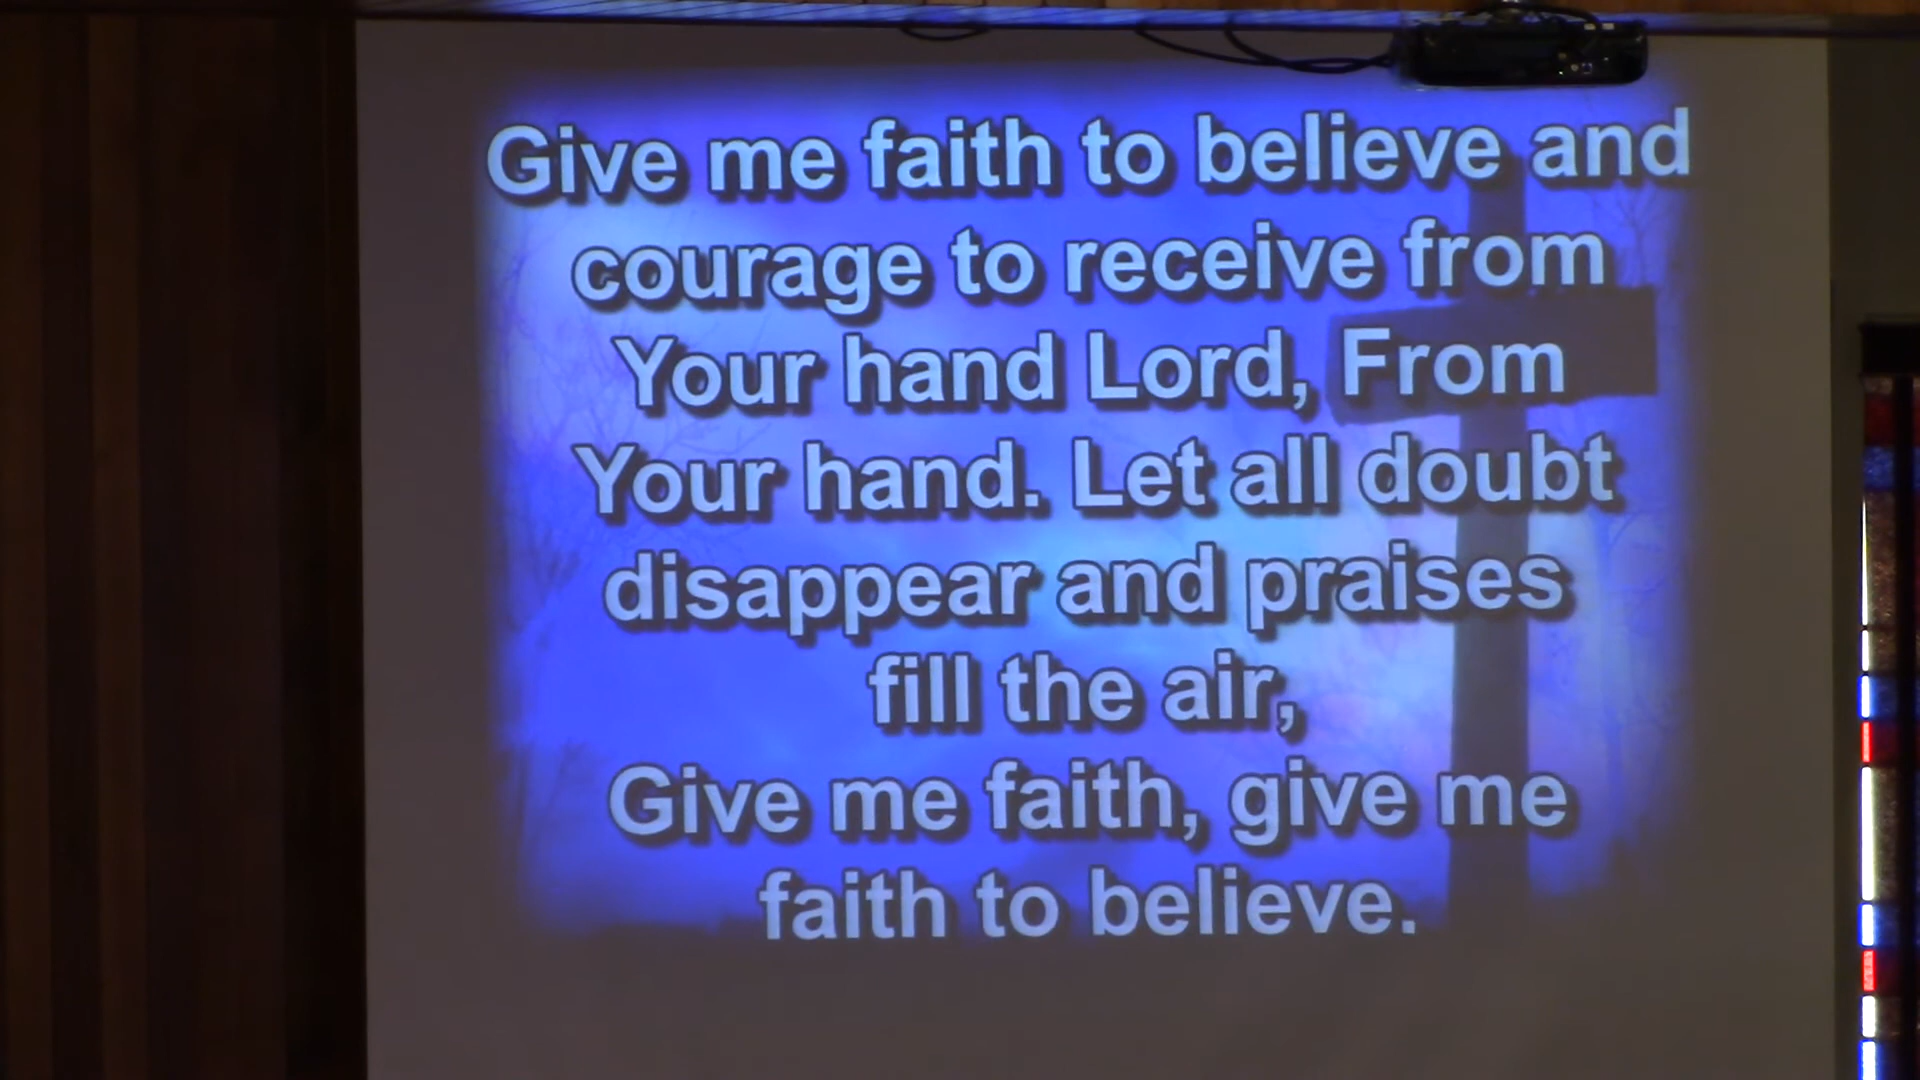 Give me faith to believe and
courage to receive from
Your hand Lord, From
Your hand. Let all doubt
disappear and praises
fill the air,
Give me faith, give me
faith to believe.